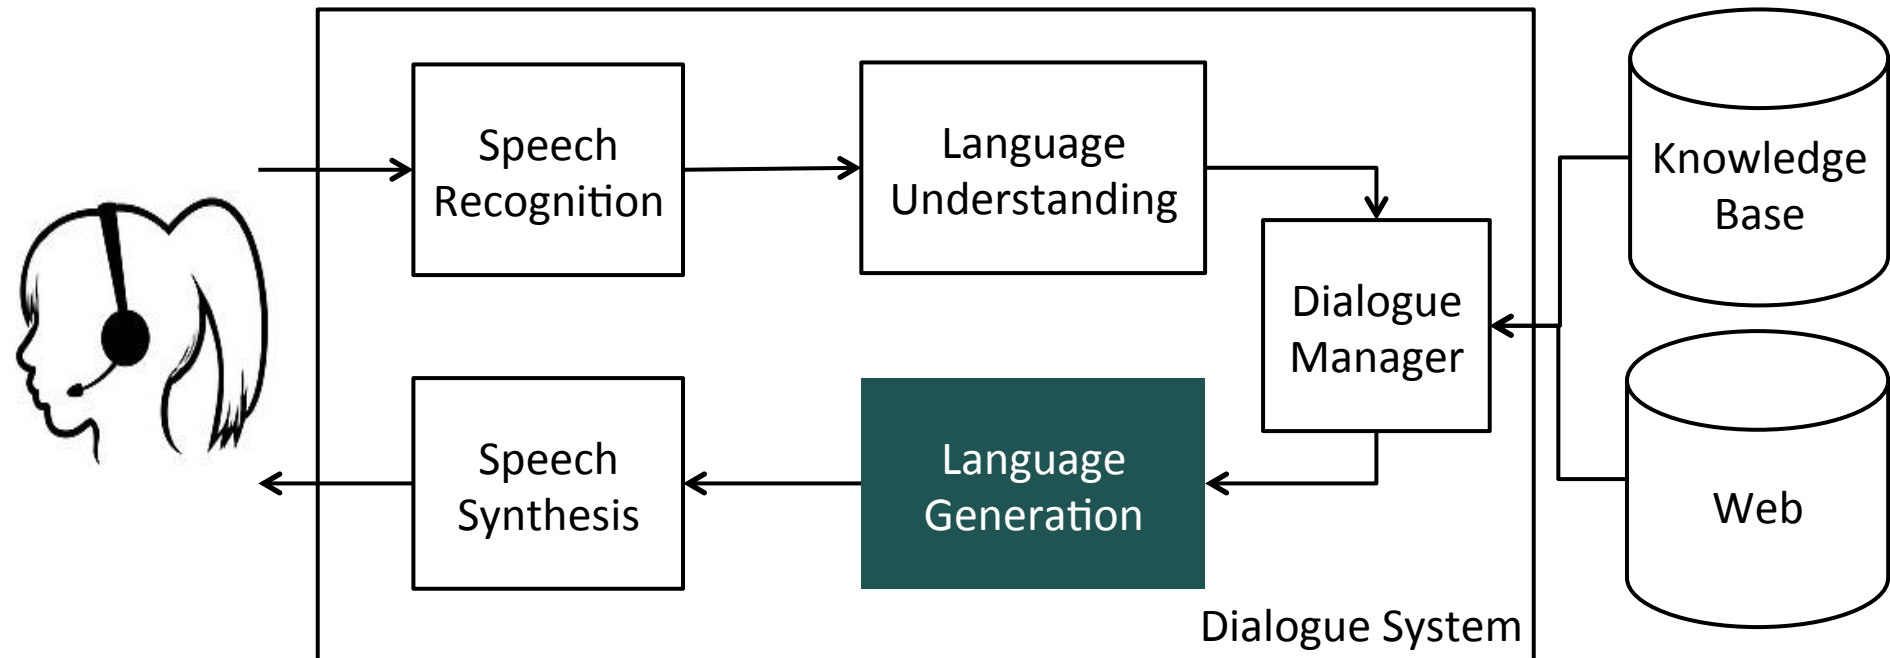 Speech
Recognition
Language
Understanding
Knowledge
Base
Dialogue
Manager
Speech
Synthesis
Language
Generation
Web
Dialogue System